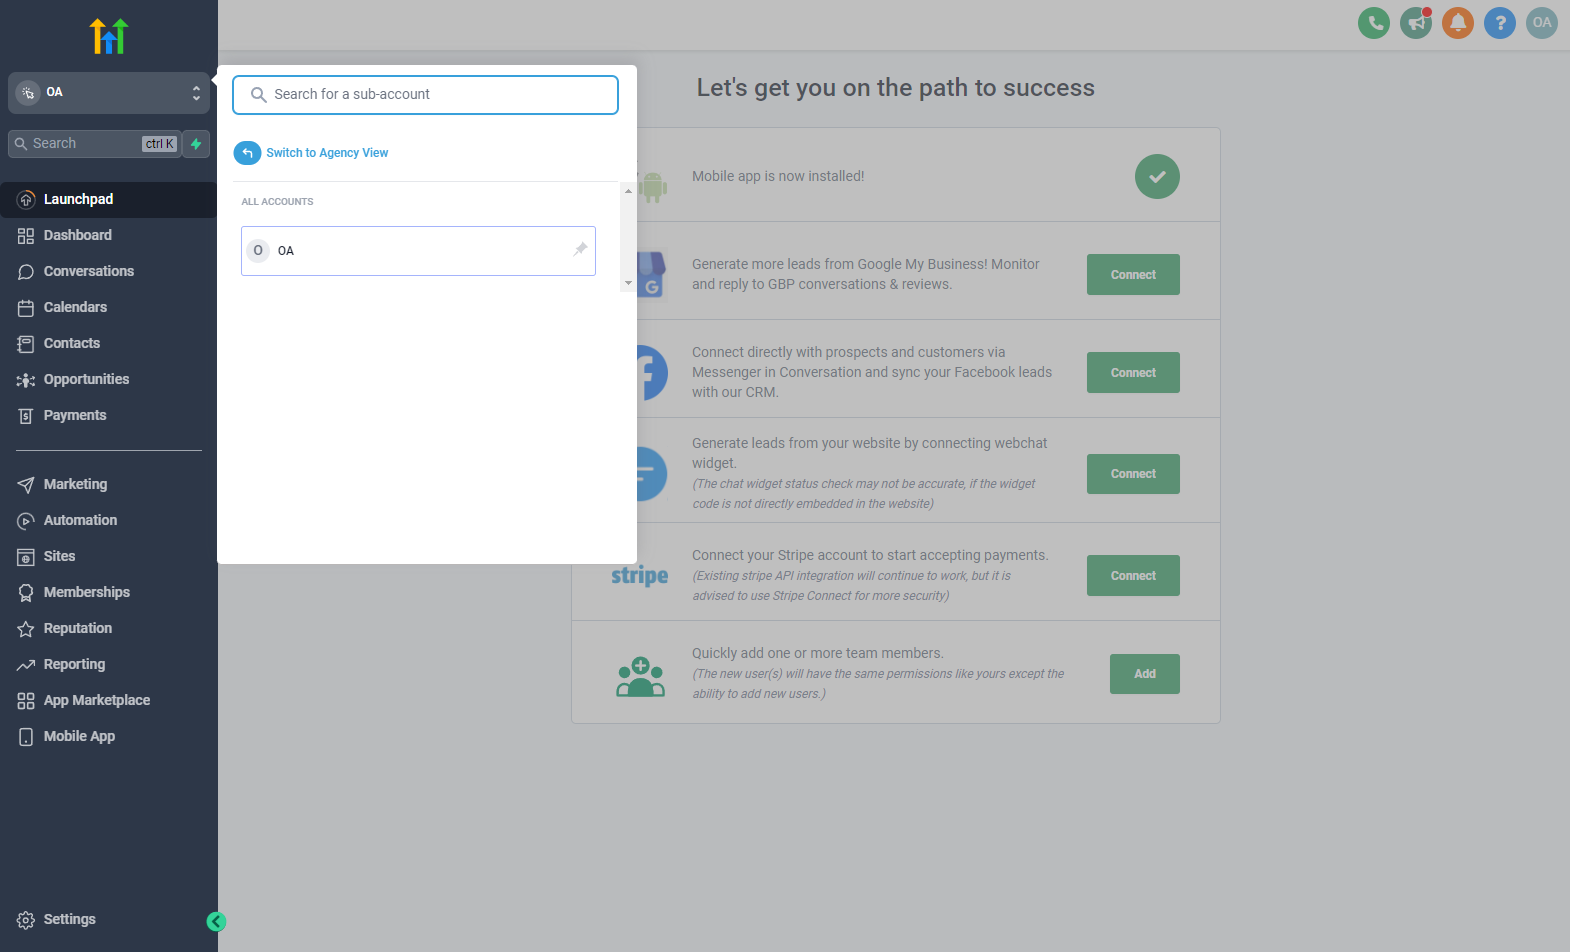 OA
Search
ctrl K
Launchpad
Dashboard
Conversations
Calendars
Contacts
Opportunities
Payments
Marketing
Automation
Sites
Memberships
Reputation
Reporting
App Marketplace
Mobile App
Settings
Search for a sub-account
Switch to Agency View
ALL ACCOUNTS
O
OA
?
OA
Let's get you on the path to success
Mobile app is now installed!
G
Generate more leads from Google My Business! Monitor
and reply to GBP conversations & reviews.
Connect
Connect directly with prospects and customers via
Messenger in Conversation and sync your Facebook leads
with our CRM.
Connect
Generate leads from your website by connecting webchat
widget.
(The chat widget status check may not be accurate, if the widget
code is not directly embedded in the website)
Connect
stripe
Connect your Stripe account to start accepting payments.
(Existing stripe API integration will continue to work, but it is
advised to use Stripe Connect for more security)
Connect
Quickly add one or more team members.
(The new user(s) will have the same permissions like yours except the
ability to add new users.)
Add